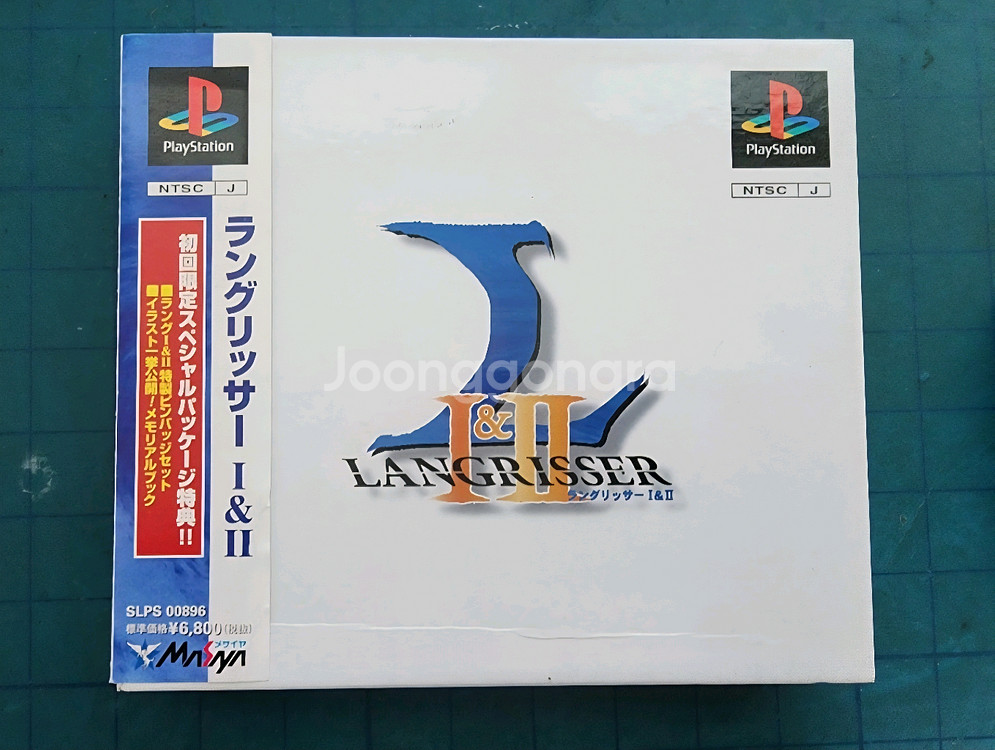 PlayStation
NTSC J
ラングリッサー I&II
初回限定スペシャルパッケージ特典!!
■ラングI&II特製ピンバッジセット
■イラスト一挙公開!メモリアルブック
SLPS 00896
標準価格¥6,800(税抜)
メサイヤ
MASAYA
PlayStation
NTSC J
I&II
LANGRISSER
ラングリッサー I&II
Joonggonara